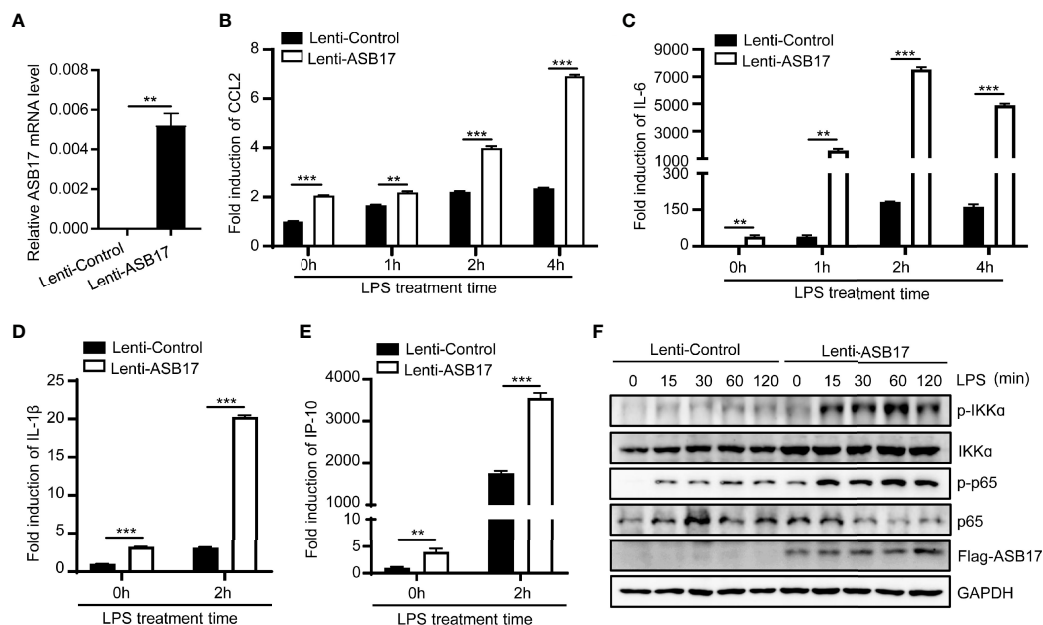 A
Relative ASB17 mRNA level
0.008
0.006
0.004
0.002
0.000
**
Lenti-Control
Lenti-ASB17
B
Lenti-Control
Lenti-ASB17
Fold induction of CCL2
8
6
4
2
0
***
**
***
***
0h
1h
2h
4h
LPS treatment time
C
Lenti-Control
Lenti-ASB17
Fold induction of IL-6
9000
7000
5000
3000
1000
300
150
0
**
**
***
***
0h
1h
2h
4h
LPS treatment time
D
Lenti-Control
Lenti-ASB17
Fold induction of IL-1β
25
20
15
10
5
0
***
***
0h
2h
LPS treatment time
E
Lenti-Control
Lenti-ASB17
Fold induction of IP-10
4000
3000
2000
1000
10
5
0
**
***
0h
2h
LPS treatment time
F
Lenti-Control Lenti-ASB17
0 15 30 60 120 0 15 30 60 120 LPS (min)
p-IKKα
IKKα
p-p65
p65
Flag-ASB17
GAPDH